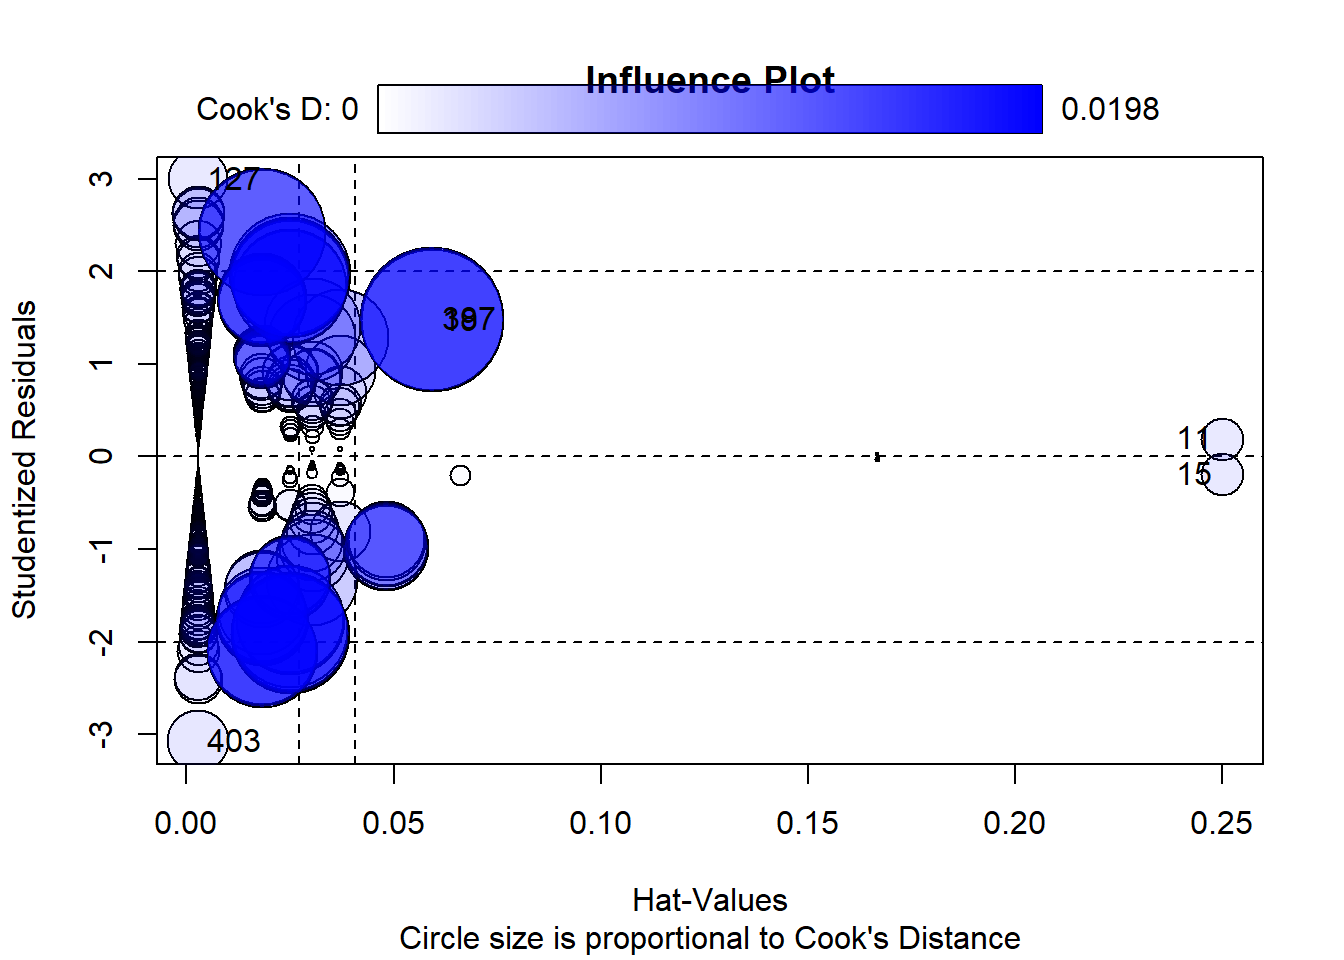 Influence Plot
Cook's D: 0
0.0198
127
397
11
15
403
3
2
1
0
-1
-2
-3
Studentized Residuals
0.00 0.05 0.10 0.15 0.20 0.25
Hat-Values
Circle size is proportional to Cook's Distance